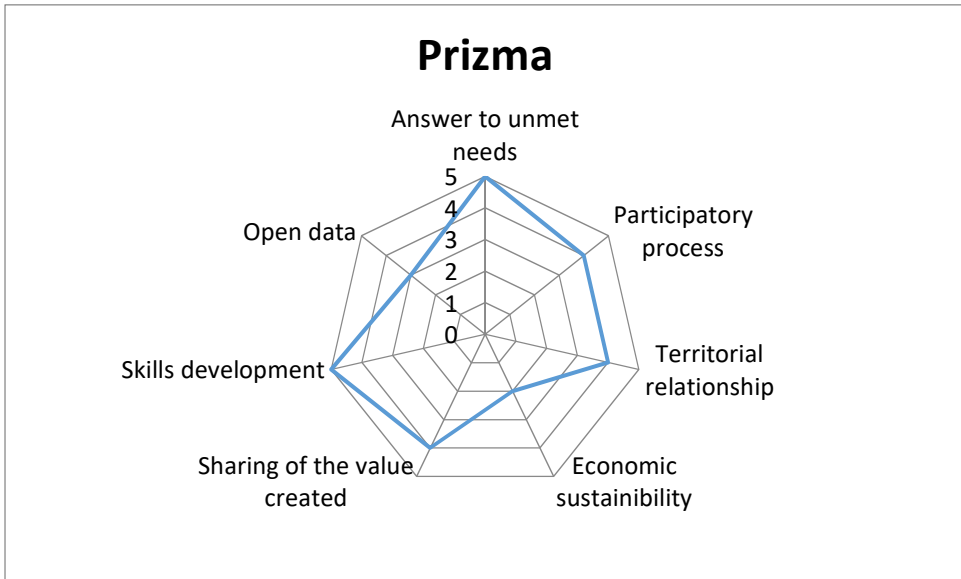 Prizma
Answer to unmet
needs
5
4
3
2
1
0
Participatory
process
Territorial
relationship
Economic
sustainibility
Sharing of the value
created
Skills development
Open data